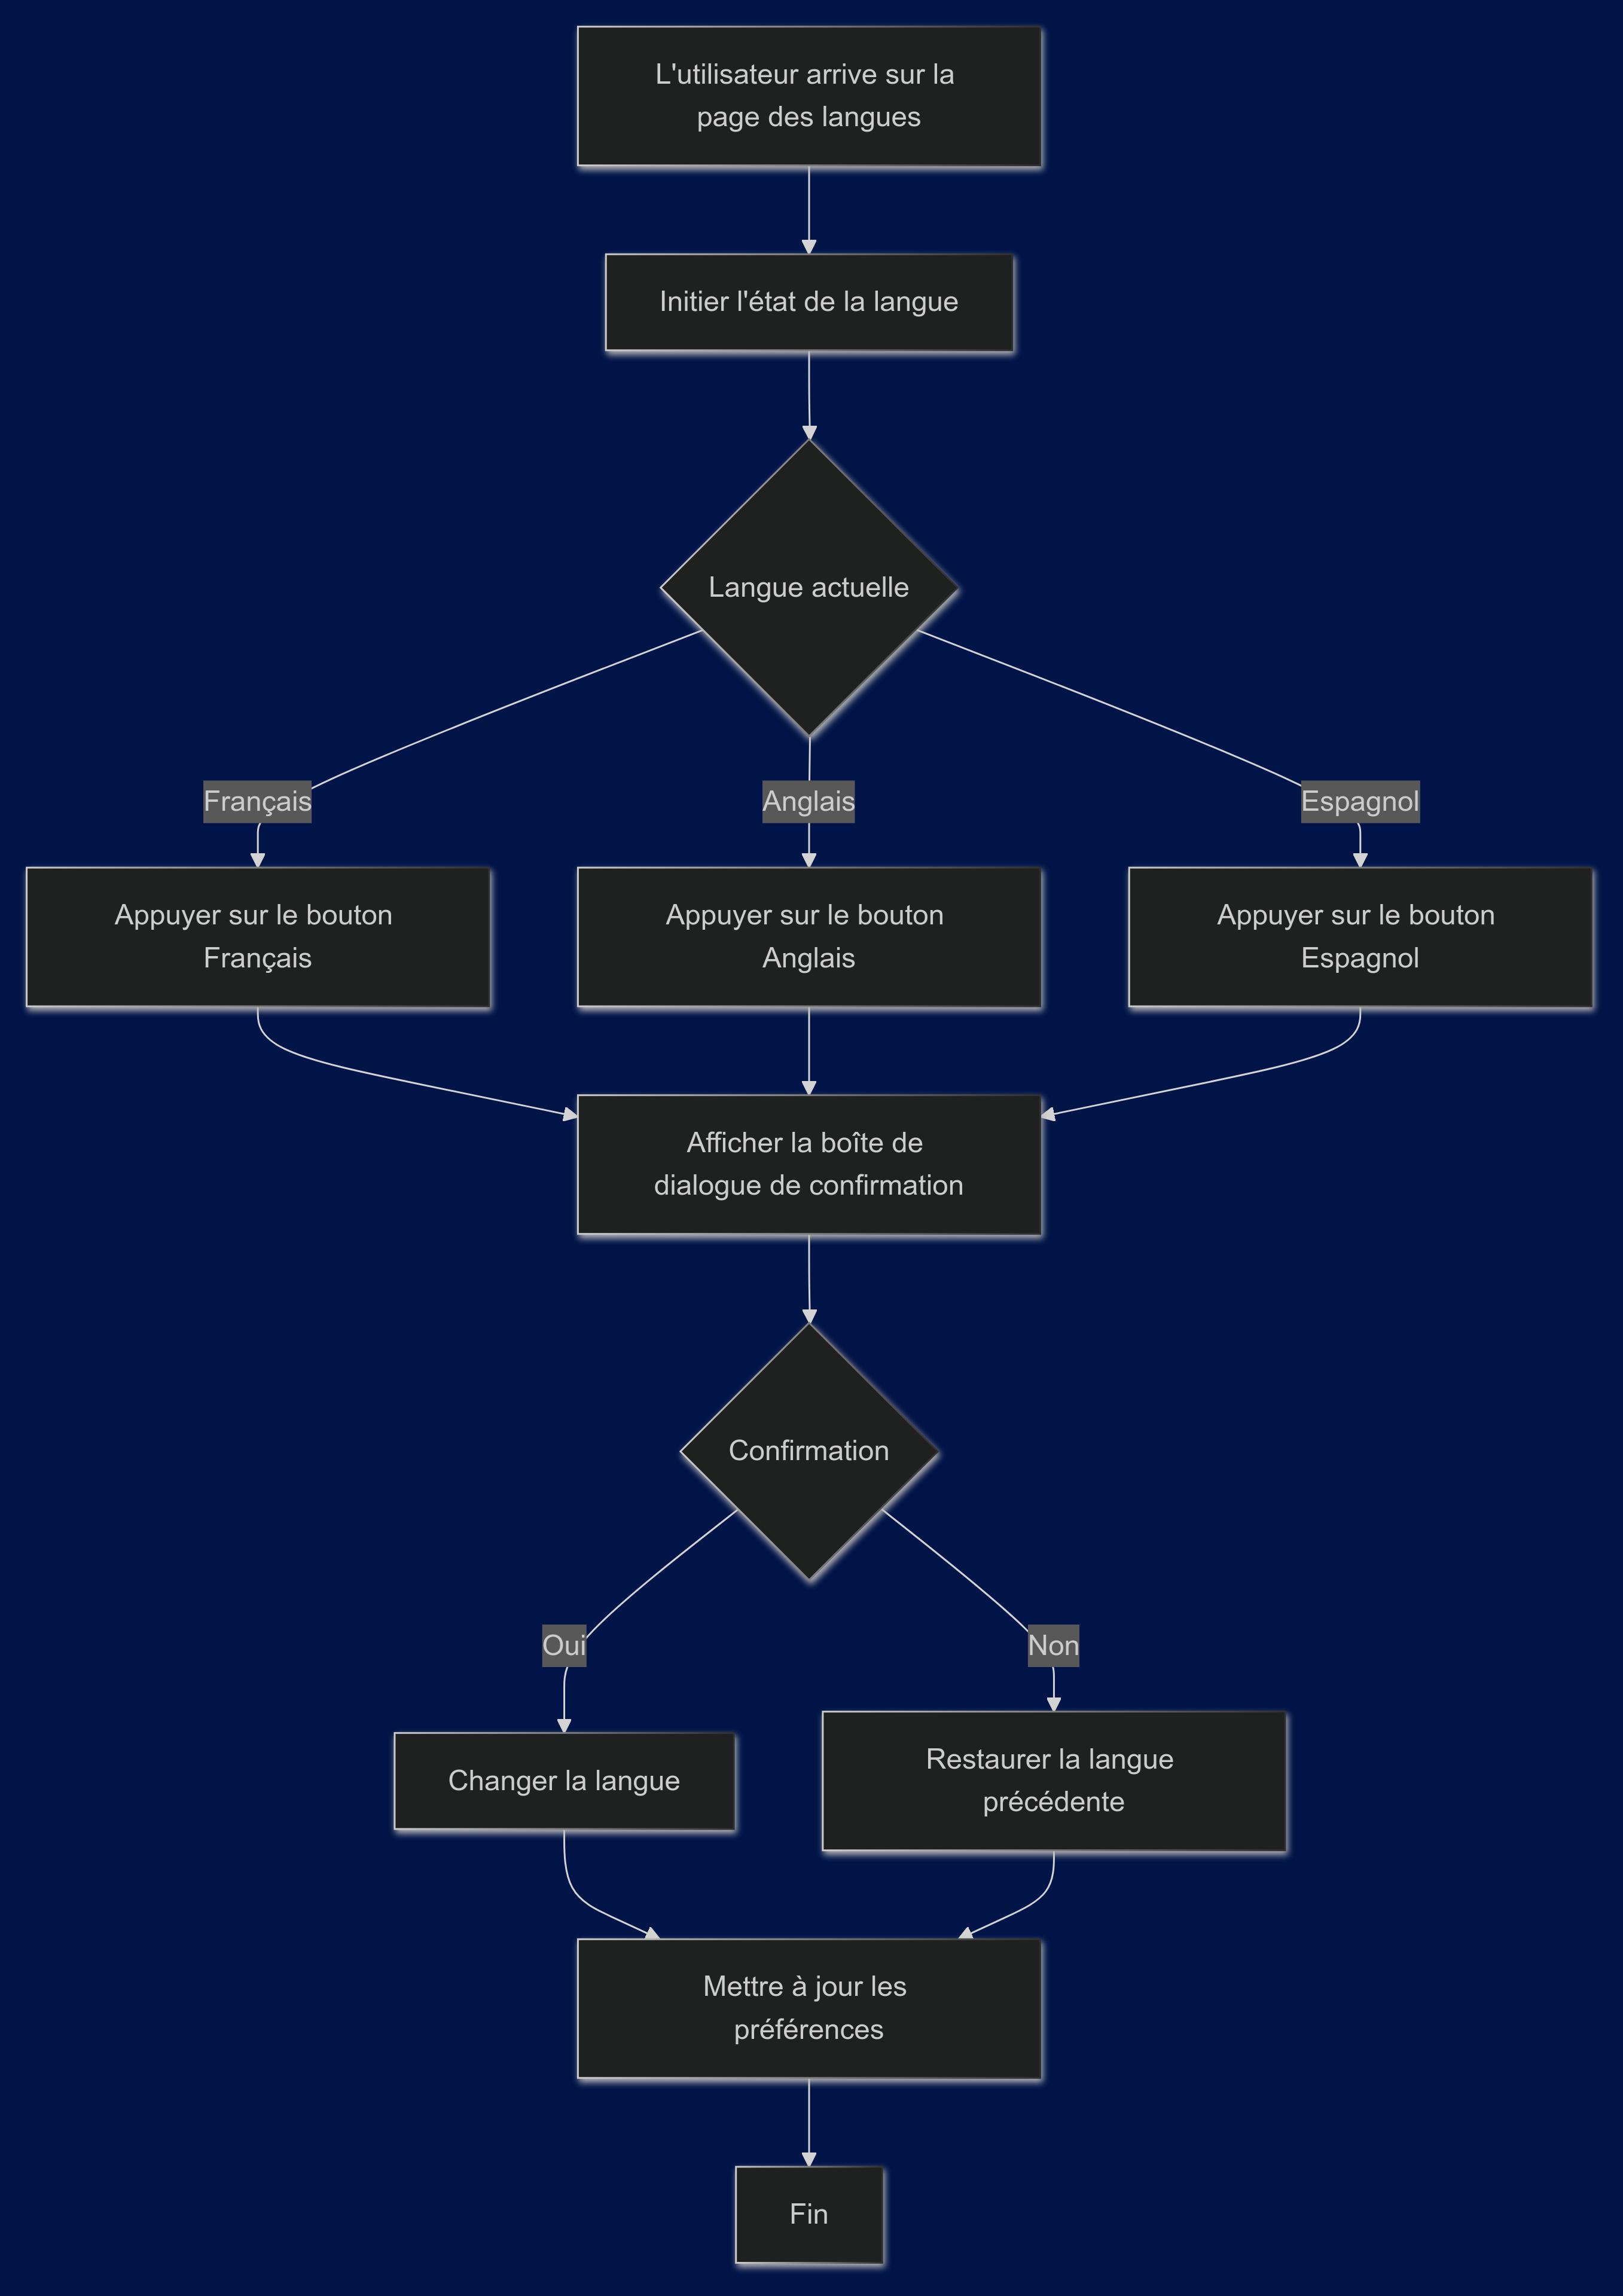 L'utilisateur arrive sur la
page des langues
Initier l'état de la langue
Langue actuelle
Français
Anglais
Espagnol
Appuyer sur le bouton
Français
Appuyer sur le bouton
Anglais
Appuyer sur le bouton
Espagnol
Afficher la boîte de
dialogue de confirmation
Confirmation
Oui
Non
Changer la langue
Restaurer la langue
précédente
Mettre à jour les
préférences
Fin